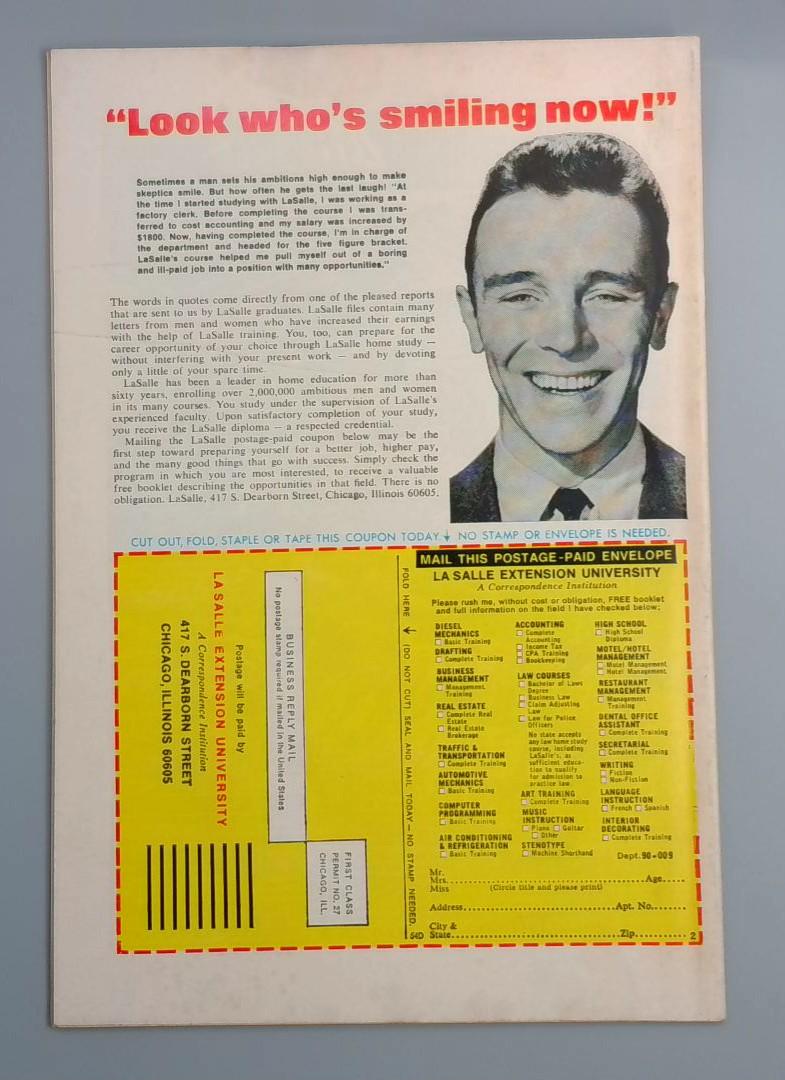 “Look who’s smiling now!”
Sometimes a man sets his ambitions high enough to make
skeptics smile. But how often he gets the last laugh! “At
the time I started studying with LaSalle, I was working as a
factory clerk. Before completing the course I was trans-
ferred to cost accounting and my salary was increased by
$1800. Now, having completed the course, I’m in charge of
the department and headed for the five figure bracket.
LaSalle’s course helped me pull myself out of a boring
and ill-paid job into a position with many opportunities.”
The words in quotes come directly from one of the pleased reports
that are sent to us by LaSalle graduates. LaSalle files contain many
letters from men and women who have increased their earnings
with the help of LaSalle training. You, too, can prepare for the
career opportunity of your choice through LaSalle home study —
without interfering with your present work — and by devoting
only a little of your spare time.
LaSalle has been a leader in home education for more than
sixty years, enrolling over 2,000,000 ambitious men and women
in its many courses. You study under the supervision of LaSalle’s
experienced faculty. Upon satisfactory completion of your study,
you receive the LaSalle diploma — a respected credential.
Mailing the LaSalle postage-paid coupon below may be the
first step toward preparing yourself for a better job, higher pay,
and the many good things that go with success. Simply check the
program in which you are most interested, to receive a valuable
free booklet describing the opportunities in that field. There is no
obligation. LaSalle, 417 S. Dearborn Street, Chicago, Illinois 60605.
CUT OUT, FOLD, STAPLE OR TAPE THIS COUPON TODAY ↓ NO STAMP OR ENVELOPE IS NEEDED.
FIRST CLASS
PERMIT NO. 27
CHICAGO, ILL.
BUSINESS REPLY MAIL
No postage stamp required if mailed in the United States
Postage will be paid by
LA SALLE EXTENSION UNIVERSITY
A Correspondence Institution
417 S. DEARBORN STREET
CHICAGO, ILLINOIS 60605
FOLD HERE (DO NOT CUT) SEAL AND MAIL TODAY — NO STAMP NEEDED.
MAIL THIS POSTAGE-PAID ENVELOPE
LA SALLE EXTENSION UNIVERSITY
A Correspondence Institution
Please rush me, without cost or obligation, FREE booklet
and full information on the field I have checked below:
DIESEL
MECHANICS
Basic Training
DRAFTING
Complete Training
BUSINESS
MANAGEMENT
Management
Training
REAL ESTATE
Complete Real
Estate
Real Estate
Brokerage
TRAFFIC &
TRANSPORTATION
Complete Training
AUTOMOTIVE
MECHANICS
Basic Training
COMPUTER
PROGRAMMING
Basic Training
AIR CONDITIONING
& REFRIGERATION
Basic Training
ACCOUNTING
Complete
Accounting
Income Tax
CPA Training
Bookkeeping
LAW COURSES
Bachelor of Laws
Degree
Business Law
Claim Adjusting
Law
Law for Police
Officers
No state accepts
any law home study
course, including
LaSalle’s, as
sufficient educa-
tion to qualify
for admission to
practice law
ART TRAINING
Complete Training
MUSIC
INSTRUCTION
Piano Guitar
Other
STENOTYPE
Machine Shorthand
HIGH SCHOOL
High School
Diploma
MOTEL/HOTEL
MANAGEMENT
Motel Management
Hotel Management
RESTAURANT
MANAGEMENT
Management
Training
DENTAL OFFICE
ASSISTANT
Complete Training
SECRETARIAL
Complete Training
WRITING
Fiction
Non-Fiction
LANGUAGE
INSTRUCTION
French Spanish
INTERIOR
DECORATING
Complete Training
Dept. 90-009
Mr.
Mrs. Age
Miss (Circle title and please print)
Address Apt. No.
City &
State Zip
54D
2